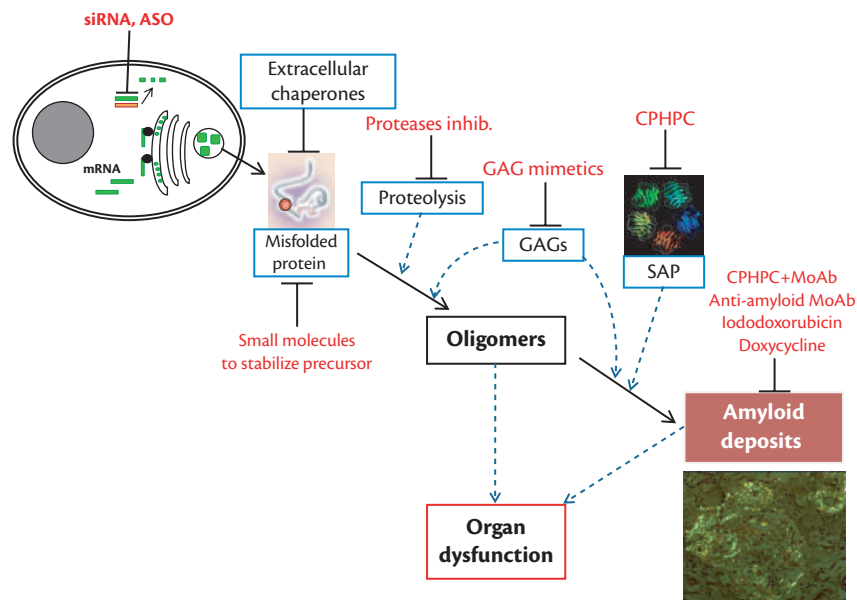 siRNA, ASO
Extracellular
chaperones
mRNA
Proteases inhib.
CPHPC
GAG mimetics
Proteolysis
Misfolded
protein
GAGs
SAP
CPHPC+MoAb
Anti-amyloid MoAb
Iododoxorubicin
Doxycycline
Small molecules
to stabilize precursor
Oligomers
Amyloid
deposits
Organ
dysfunction